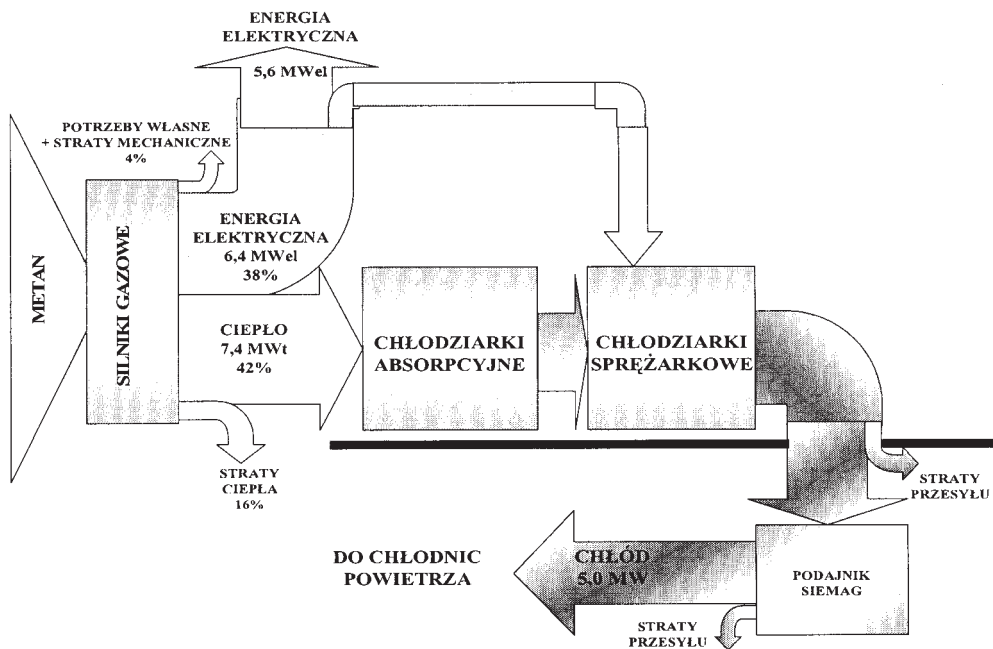 ENERGIA
ELEKTRYCZNA
5,6 MWel
POTRZEBY WŁASNE
+ STRATY MECHANICZNE
4%
METAN
SILNIKI GAZOWE
ENERGIA
ELEKTRYCZNA
6,4 MWel
38%
CIEPŁO
7,4 MWt
42%
CHŁODZIARKI
ABSORPCYJNE
CHŁODZIARKI
SPRĘŻARKOWE
STRATY
CIEPŁA
16%
STRATY
PRZESYŁU
DO CHŁODNIC
POWIETRZA
CHŁÓD
5,0 MW
PODAJNIK
SIEMAG
STRATY
PRZESYŁU